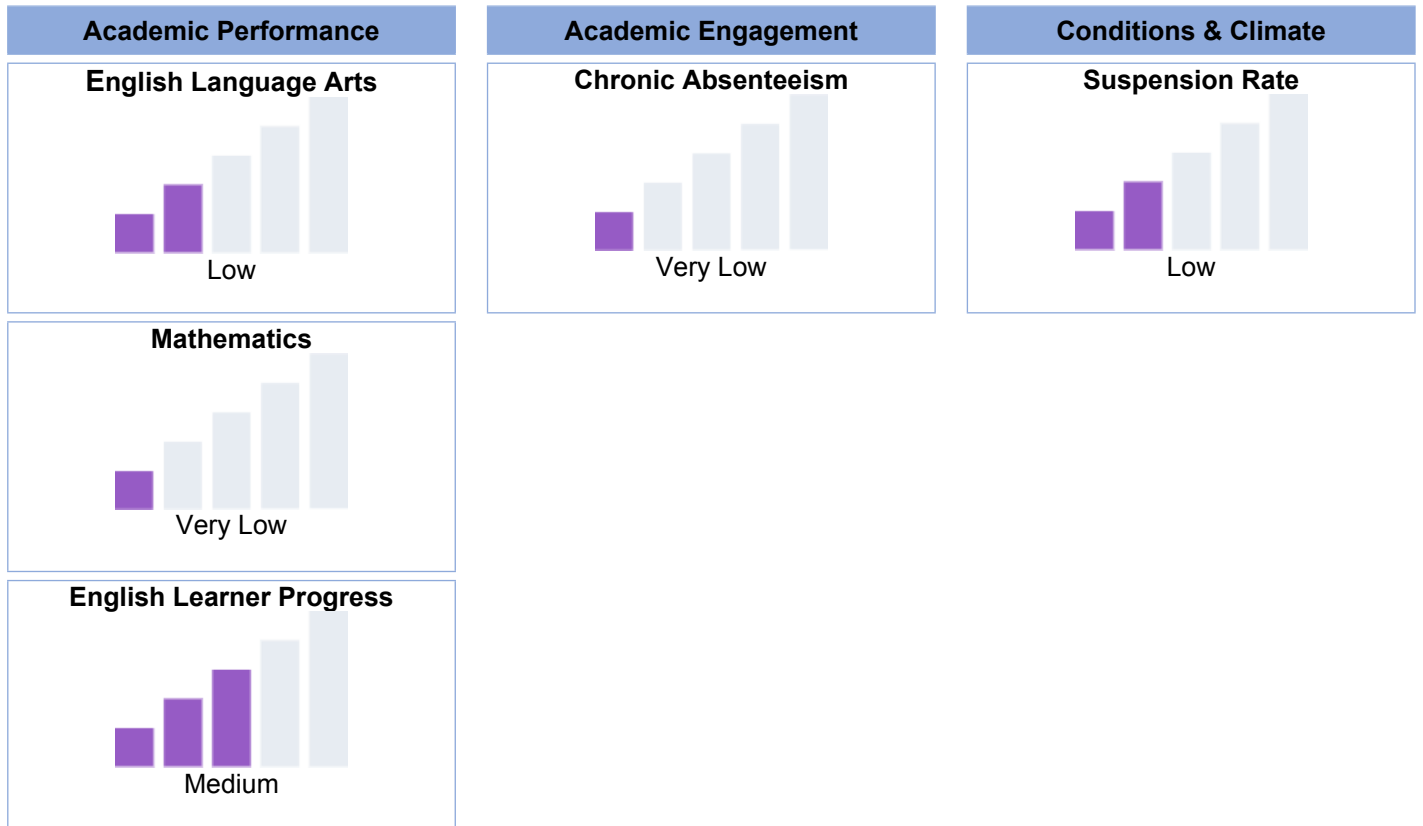 Academic Performance
Academic Engagement
Conditions & Climate
English Language Arts
Low
Chronic Absenteeism
Very Low
Suspension Rate
Low
Mathematics
Very Low
English Learner Progress
Medium